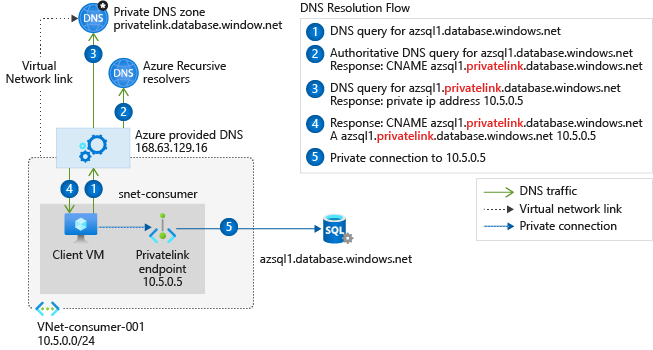 DNS
Private DNS zone
privatelink.database.window.net
3
Virtual
Network link
DNS
Azure Recursive
resolvers
2
Azure provided DNS
168.63.129.16
4
1
snet-consumer
Client VM
Privatelink
endpoint
10.5.0.5
5
SQL
azsql1.database.windows.net
VNet-consumer-001
10.5.0.0/24
DNS Resolution Flow
1 DNS query for azsql1.database.windows.net
2 Authoritative DNS query for azsql1.database.windows.net
Response: CNAME azsql1.privatelink.database.windows.net
3 DNS query for azsql1.privatelink.database.windows.net
Response: private ip address 10.5.0.5
4 Response: CNAME azsql1.privatelink.database.windows.net
A azsql1.privatelink.database.windows.net 10.5.0.5
5 Private connection to 10.5.0.5
DNS traffic
Virtual network link
Private connection